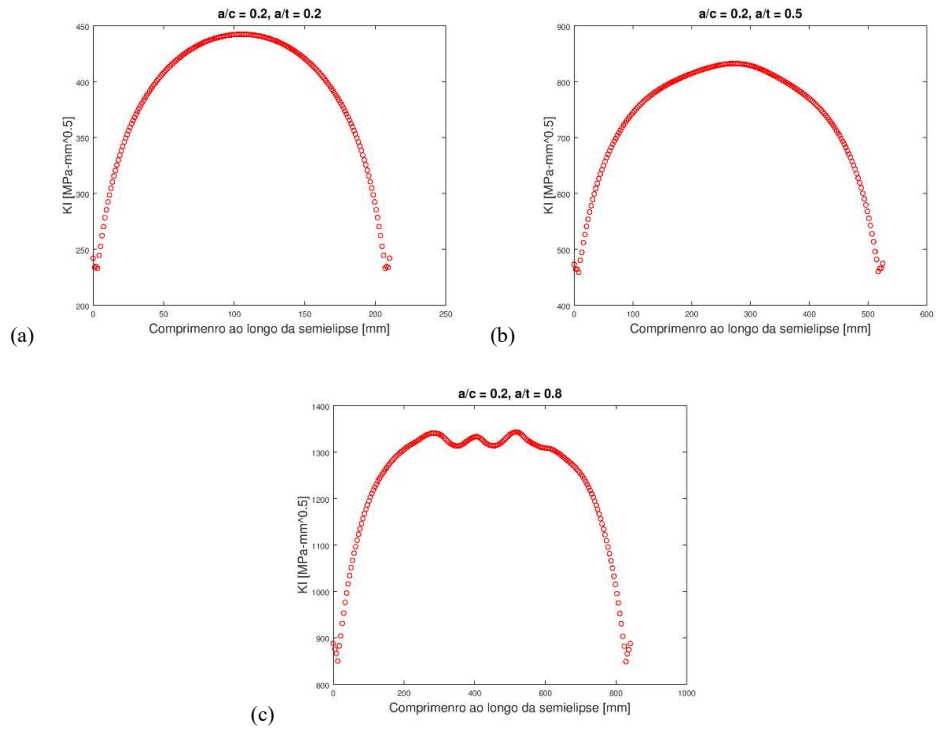 a/c = 0.2, a/t = 0.2
450
400
350
300
250
200
0 50 100 150 200 250
KI [MPa-mm^0.5]
Comprimenro ao longo da semielipse [mm]
(a)
a/c = 0.2, a/t = 0.5
900
800
700
600
500
400
0 100 200 300 400 500 600
KI [MPa-mm^0.5]
Comprimenro ao longo da semielipse [mm]
(b)
a/c = 0.2, a/t = 0.8
1400
1300
1200
1100
1000
900
800
0 200 400 600 800 1000
KI [MPa-mm^0.5]
Comprimenro ao longo da semielipse [mm]
(c)